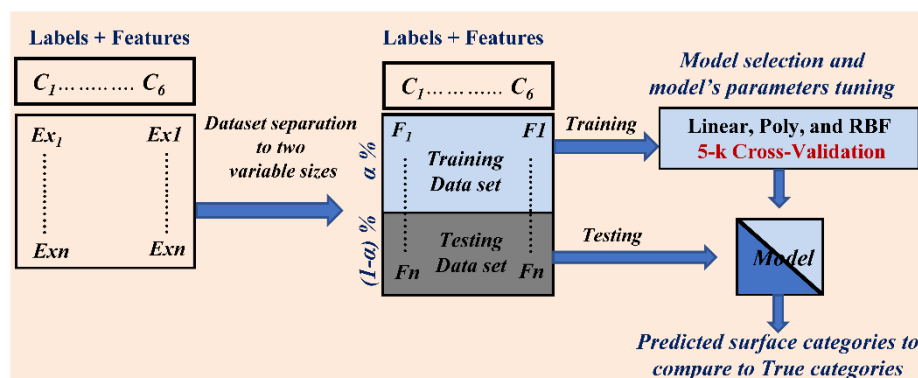 Labels + Features
C1.............. C6
Ex1 Ex1
Exn Exn
Dataset separation
to two
variable sizes
Labels + Features
C1.............. C6
α %
(1-α) %
F1 F1
Training
Data set
Testing
Data set
Fn Fn
Training
Testing
Model selection and
model's parameters tuning
Linear, Poly, and RBF
5-k Cross-Validation
Model
Predicted surface categories to
compare to True categories